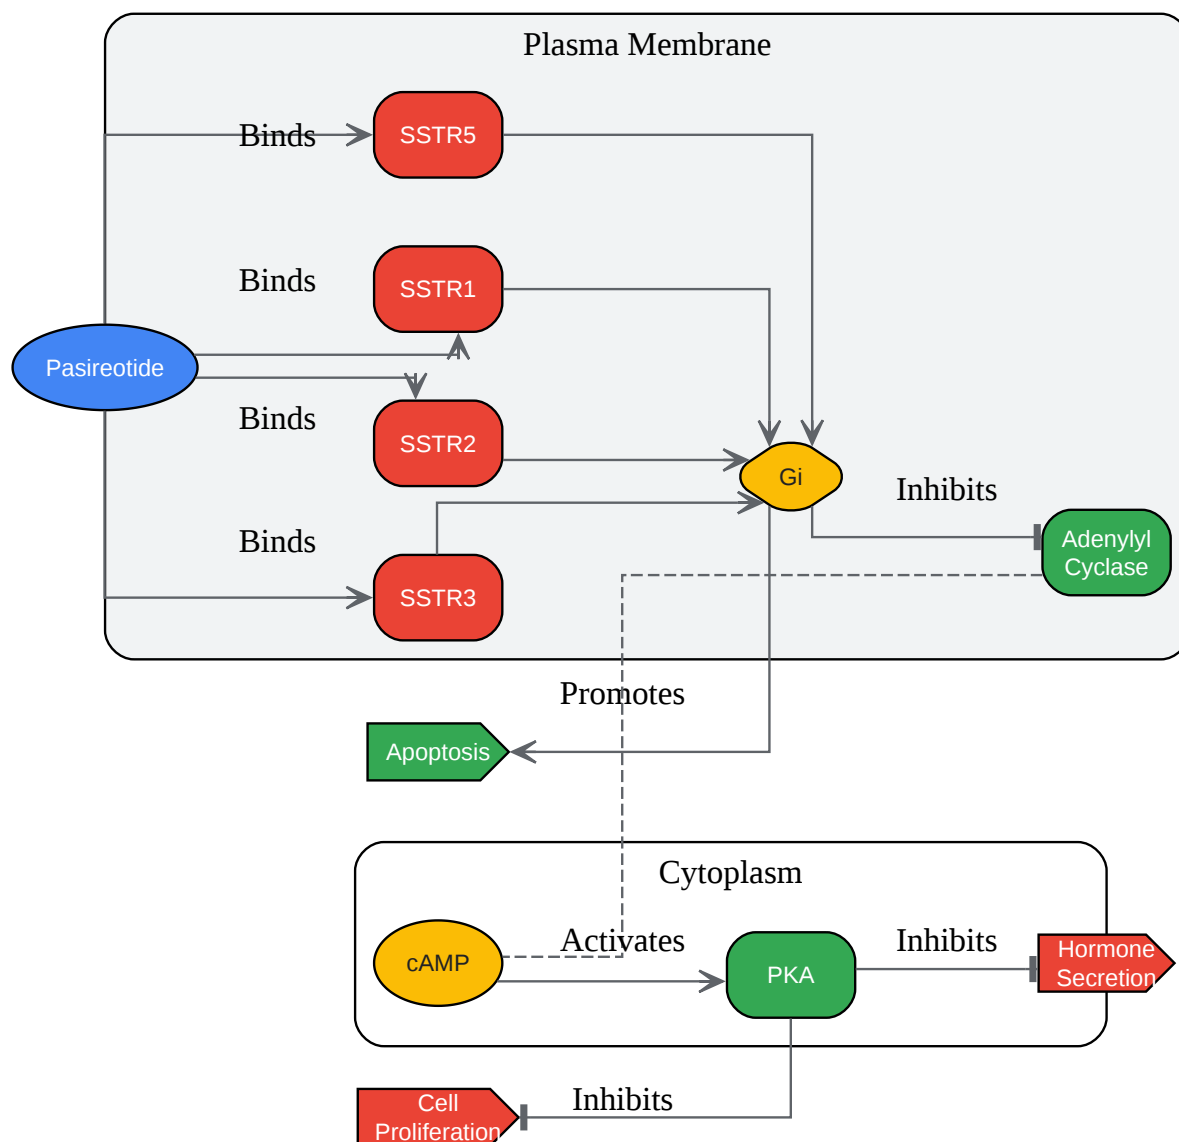 Plasma Membrane
Binds
SSTR5
Binds
SSTR1
Pasireotide
Binds
SSTR2
Gi
Inhibits
Adenylyl
Cyclase
Binds
SSTR3
Promotes
Apoptosis
Cytoplasm
cAMP
Activates
PKA
Inhibits
Hormone
Secretion
Cell
Proliferation
Inhibits